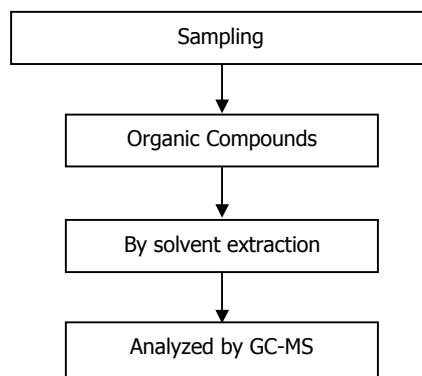 Sampling
Organic Compounds
By solvent extraction
Analyzed by GC-MS